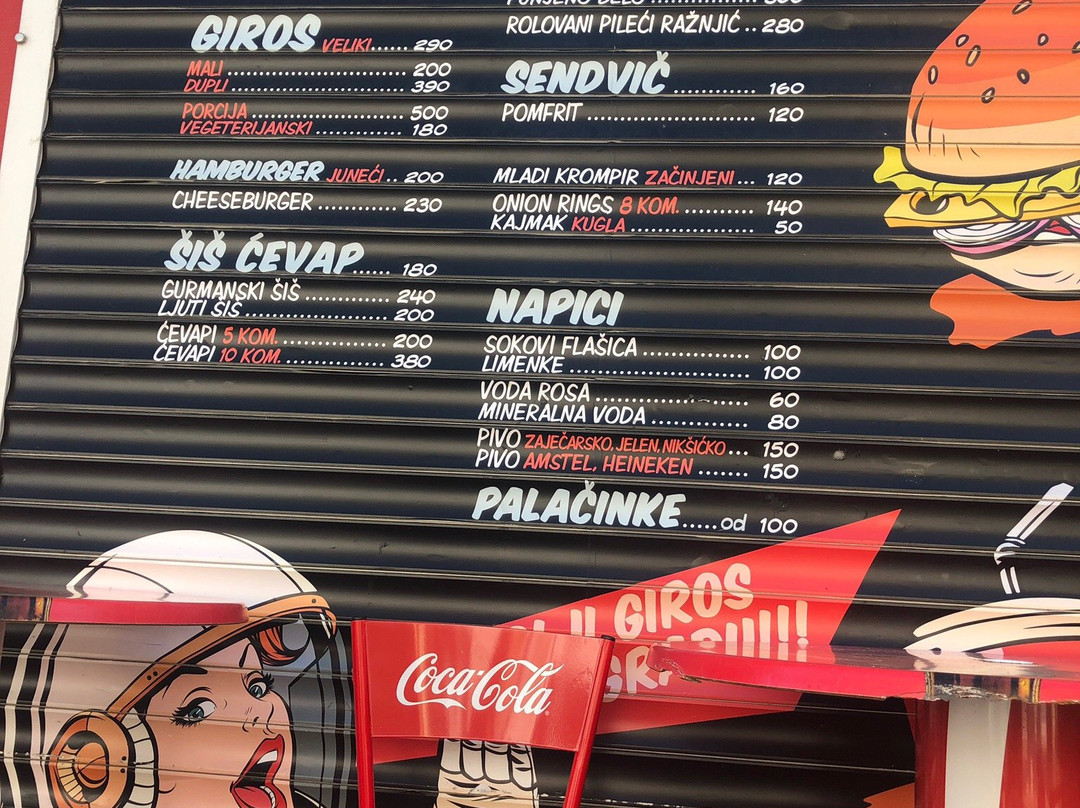 GIROS VELIKI...... 290
MALI ........................... 200
DUPLI ........................... 390
PORCIJA ........................ 500
VEGETERIJANSKI ............. 180
HAMBURGER JUNEĆI.. 200
CHEESEBURGER ............ 230
ŠIŠ ĆEVAP...... 180
GURMANSKI ŠIŠ ............ 240
LJUTI ŠIŠ ..................... 200
ĆEVAPI 5 KOM. ................ 200
ĆEVAPI 10 KOM. ............... 380
ROLOVANI PILEĆI RAŽNJIĆ .. 280
SENDVIČ ............ 160
POMFRIT ........................ 120
MLADI KROMPIR ZAČINJENI ... 120
ONION RINGS 8 KOM. .......... 140
KAJMAK KUGLA .................. 50
NAPICI
SOKOVI FLAŠICA ............... 100
LIMENKE .......................... 100
VODA ROSA ...................... 60
MINERALNA VODA ............. 80
PIVO ZAJEČARSKO, JELEN, NIKŠIĆKO ... 150
PIVO AMSTEL, HEINEKEN ....... 150
PALAČINKE.....od 100
GIROS
Coca-Cola